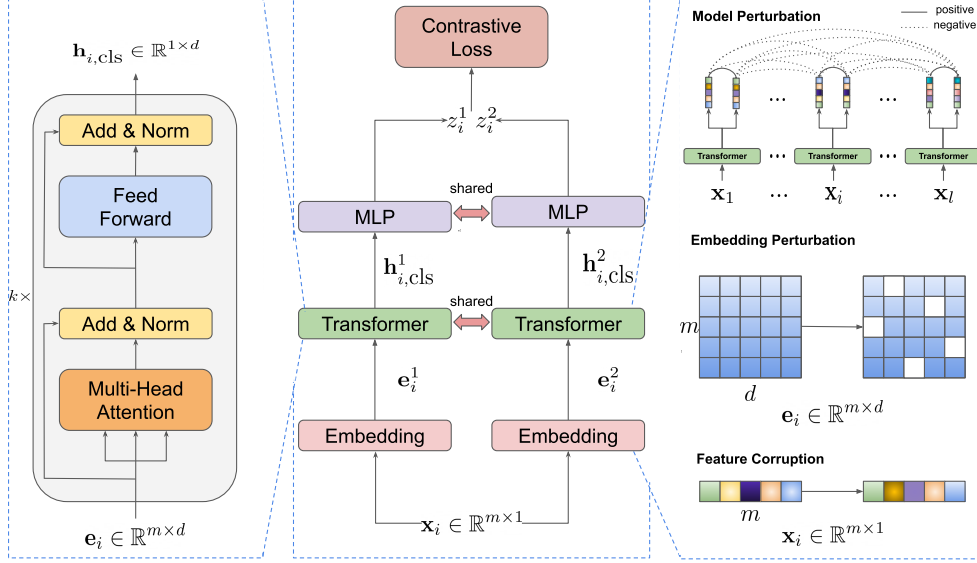 h_{i,cls} ∈ ℝ^{1×d}
Add & Norm
Feed
Forward
k×
Add & Norm
Multi-Head
Attention
e_i ∈ ℝ^{m×d}
Contrastive
Loss
z_i^1 z_i^2
shared
MLP
MLP
h_{i,cls}^1
h_{i,cls}^2
shared
Transformer
Transformer
e_i^1
e_i^2
Embedding
Embedding
x_i ∈ ℝ^{m×1}
Model Perturbation
positive
negative
... ...
Transformer ... Transformer ... Transformer
x_1 ... x_i ... x_l
Embedding Perturbation
m
d
e_i ∈ ℝ^{m×d}
Feature Corruption
m
x_i ∈ ℝ^{m×1}